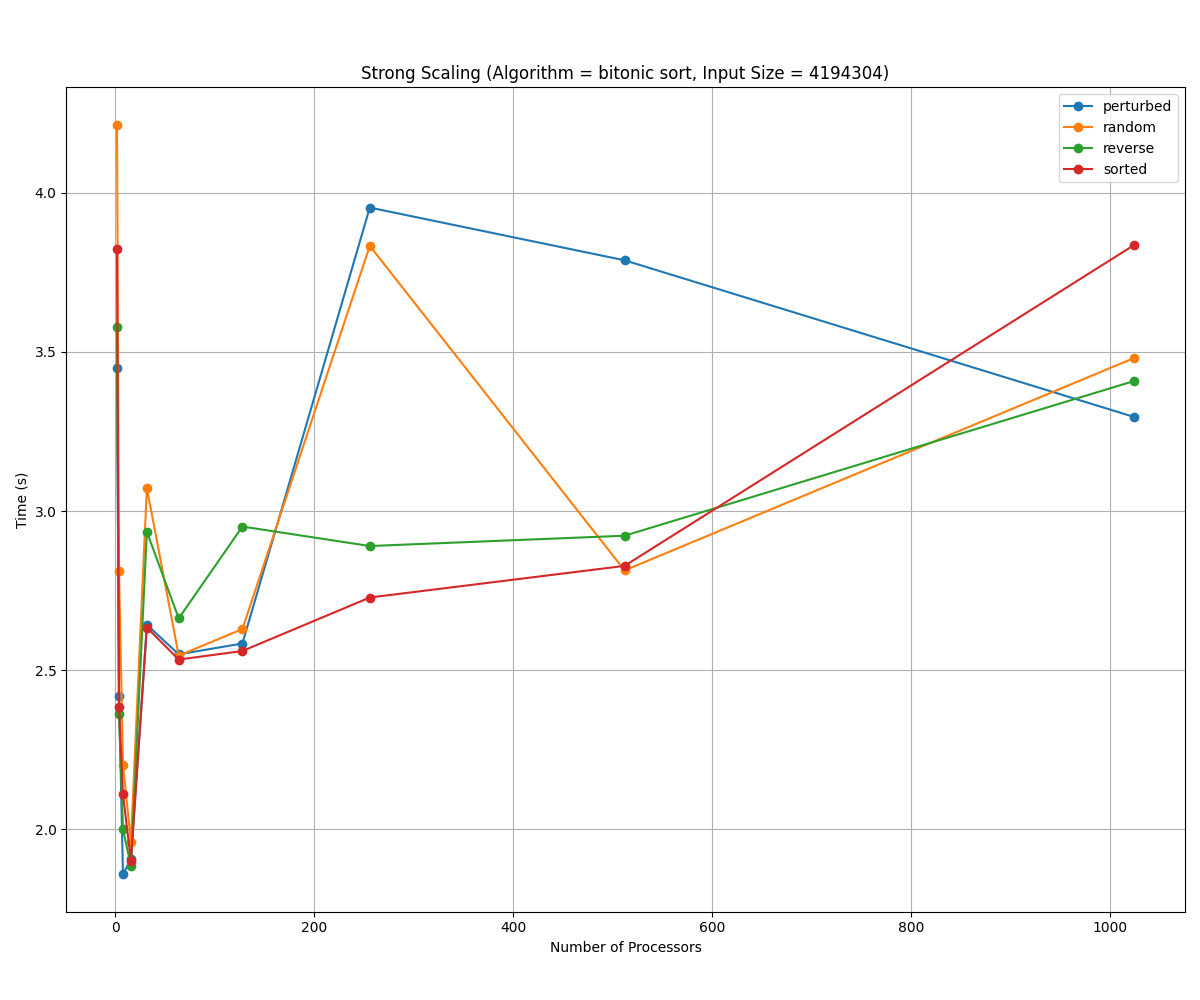 Strong Scaling (Algorithm = bitonic sort, Input Size = 4194304)
perturbed
random
reverse
sorted
4.0
3.5
3.0
2.5
2.0
Time (s)
0 200 400 600 800 1000
Number of Processors